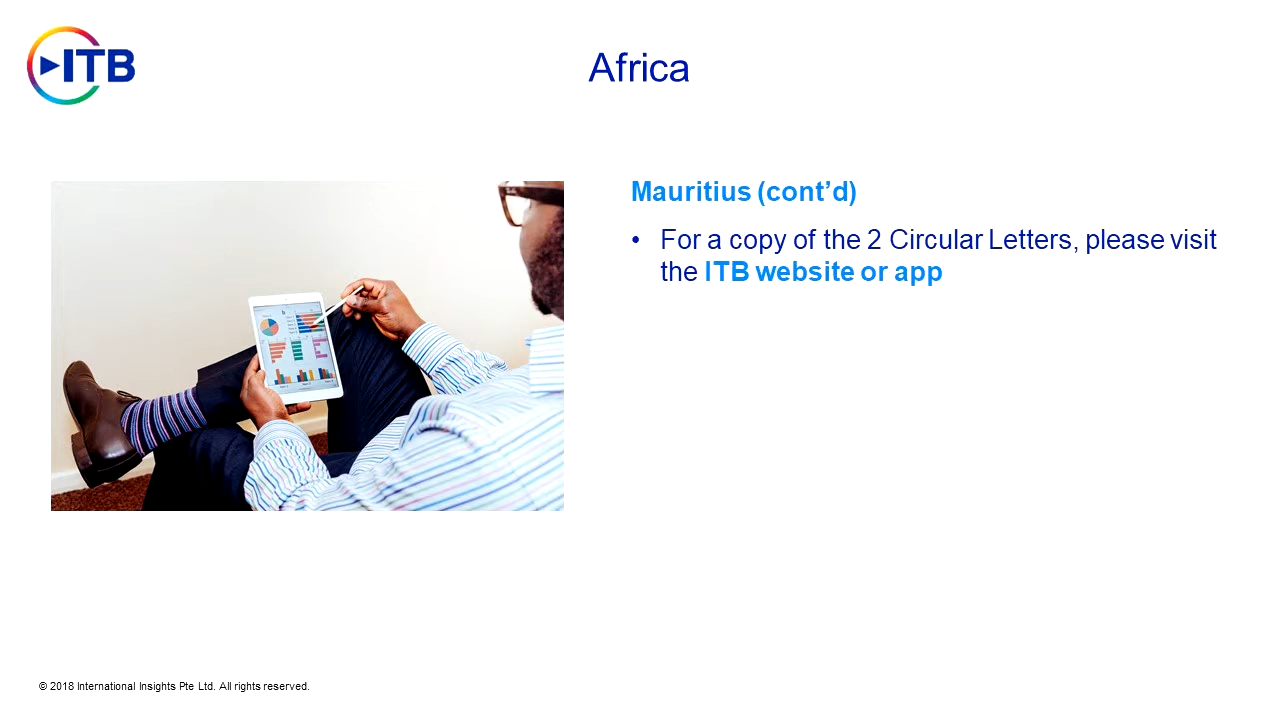 ITB
Africa
Mauritius (cont’d)
• For a copy of the 2 Circular Letters, please visit
the ITB website or app
© 2018 International Insights Pte Ltd. All rights reserved.